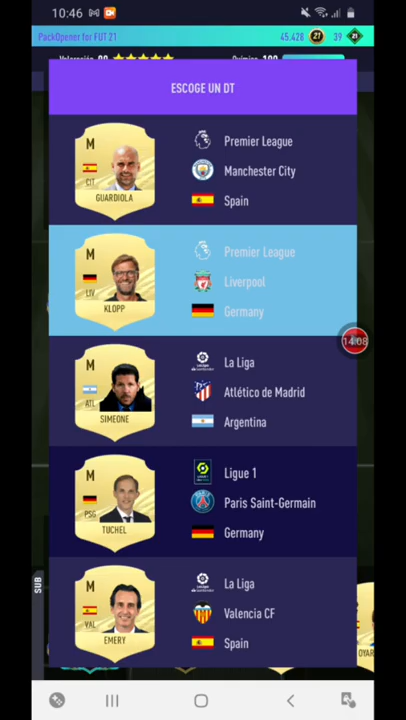 10:46
PackOpener for FUT 21
45.428
21
39
21
ESCOGE UN DT
M
CIT
GUARDIOLA
Premier League
Manchester City
Spain
M
LIV
KLOPP
Premier League
Liverpool
Germany
14:08
M
ATL
SIMEONE
La Liga
Atlético de Madrid
Argentina
M
PSG
TUCHEL
Ligue 1
Paris Saint-Germain
Germany
M
VAL
EMERY
La Liga
Valencia CF
Spain
SUB